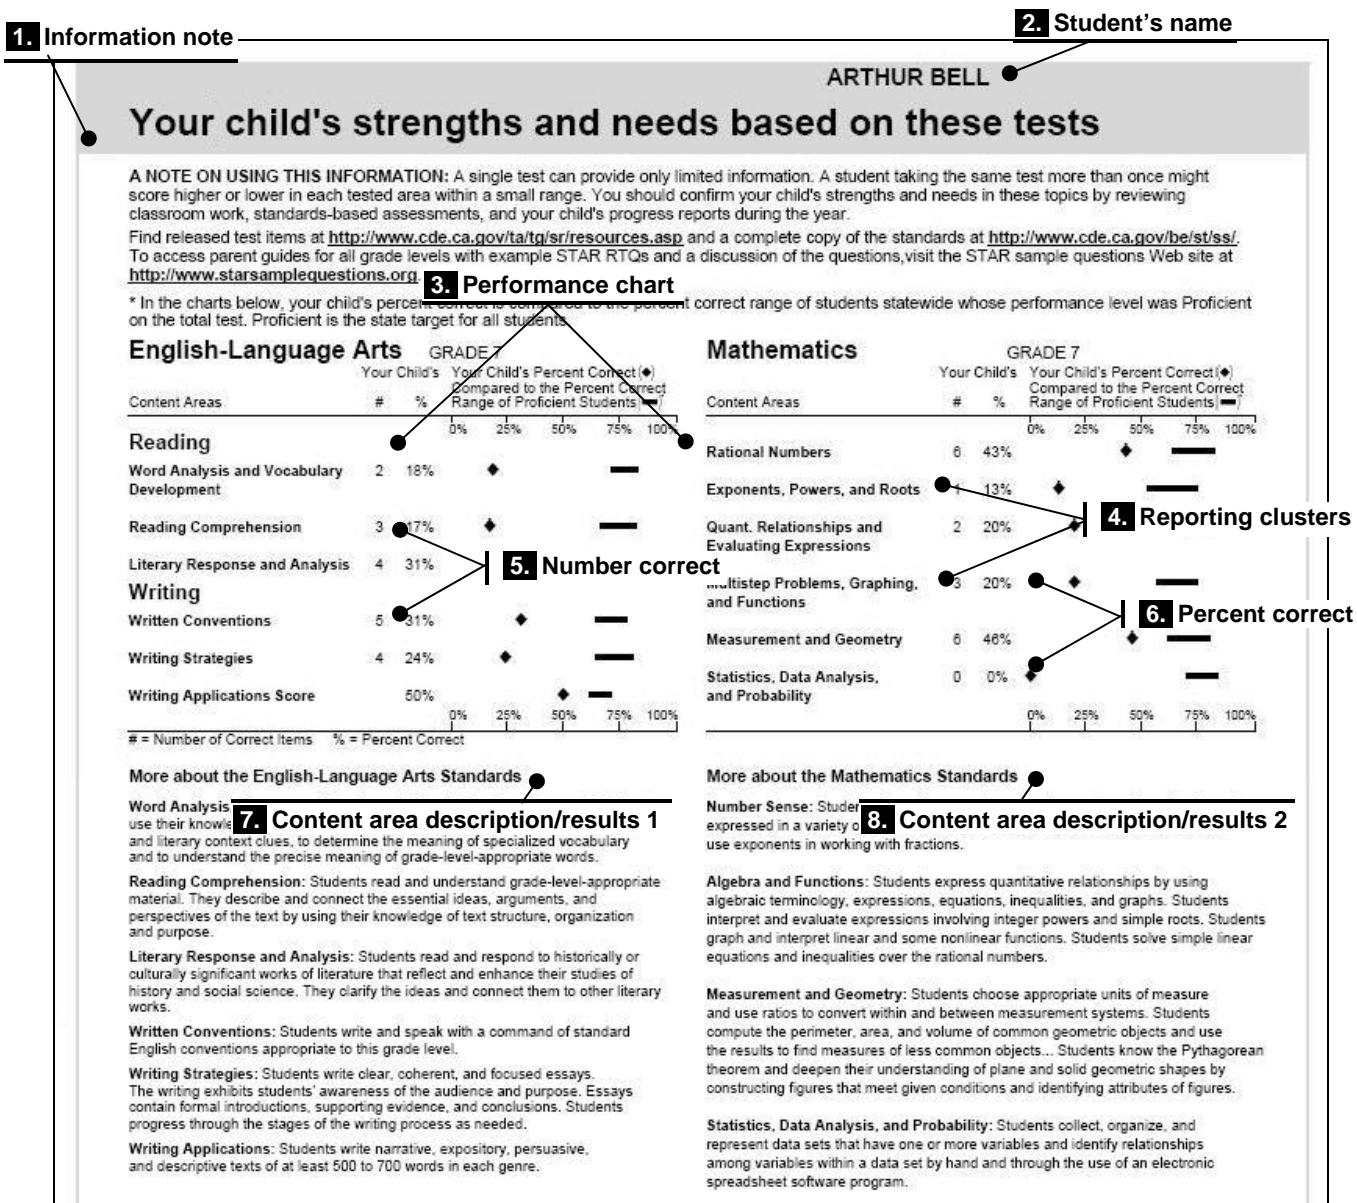 1. Information note
2. Student's name
ARTHUR BELL
Your child's strengths and needs based on these tests
A NOTE ON USING THIS INFORMATION: A single test can provide only limited information. A student taking the same test more than once might
score higher or lower in each tested area within a small range. You should confirm your child's strengths and needs in these topics by reviewing
classroom work, standards-based assessments, and your child's progress reports during the year.
Find released test items at http://www.cde.ca.gov/ta/tg/sr/resources.asp and a complete copy of the standards at http://www.cde.ca.gov/be/st/ss/.
To access parent guides for all grade levels with example STAR RTQs and a discussion of the questions,visit the STAR sample questions Web site at
http://www.starsamplequestions.org.
3. Performance chart
* In the charts below, your child's percent correct is compared to the percent correct range of students statewide whose performance level was Proficient
on the total test. Proficient is the state target for all students.
English-Language Arts GRADE 7
Your Child's Your Child's Percent Correct(◆)
Compared to the Percent Correct
Content Areas # % Range of Proficient Students(▬)
0% 25% 50% 75% 100%
Reading
Word Analysis and Vocabulary 2 18%
Development
Reading Comprehension 3 17%
Literary Response and Analysis 4 31%
5. Number correct
Writing
Written Conventions 5 31%
Writing Strategies 4 24%
Writing Applications Score 50%
0% 25% 50% 75% 100%
# = Number of Correct Items % = Percent Correct
Mathematics GRADE 7
Your Child's Your Child's Percent Correct(◆)
Compared to the Percent Correct
Content Areas # % Range of Proficient Students(▬)
0% 25% 50% 75% 100%
Rational Numbers 6 43%
Exponents, Powers, and Roots 1 13%
4. Reporting clusters
Quant. Relationships and 2 20%
Evaluating Expressions
Multistep Problems, Graphing, 3 20%
and Functions
6. Percent correct
Measurement and Geometry 6 46%
Statistics, Data Analysis, 0 0%
and Probability
0% 25% 50% 75% 100%
More about the English-Language Arts Standards
7. Content area description/results 1
Word Analysis
use their
and literary context clues, to determine the meaning of specialized vocabulary
and to understand the precise meaning of grade-level-appropriate words.
Reading Comprehension: Students read and understand grade-level-appropriate
material. They describe and connect the essential ideas, arguments, and
perspectives of the text by using their knowledge of text structure, organization
and purpose.
Literary Response and Analysis: Students read and respond to historically or
culturally significant works of literature that reflect and enhance their studies of
history and social science. They clarify the ideas and connect them to other literary
works.
Written Conventions: Students write and speak with a command of standard
English conventions appropriate to this grade level.
Writing Strategies: Students write clear, coherent, and focused essays.
The writing exhibits students' awareness of the audience and purpose. Essays
contain formal introductions, supporting evidence, and conclusions. Students
progress through the stages of the writing process as needed.
Writing Applications: Students write narrative, expository, persuasive,
and descriptive texts of at least 500 to 700 words in each genre.
More about the Mathematics Standards
8. Content area description/results 2
Number Sense:
expressed in a variety
use exponents in working with fractions.
Algebra and Functions: Students express quantitative relationships by using
algebraic terminology, expressions, equations, inequalities, and graphs. Students
interpret and evaluate expressions involving integer powers and simple roots. Students
graph and interpret linear and some nonlinear functions. Students solve simple linear
equations and inequalities over the rational numbers.
Measurement and Geometry: Students choose appropriate units of measure
and use ratios to convert within and between measurement systems. Students
compute the perimeter, area, and volume of common geometric objects and use
the results to find measures of less common objects... Students know the Pythagorean
theorem and deepen their understanding of plane and solid geometric shapes by
constructing figures that meet given conditions and identifying attributes of figures.
Statistics, Data Analysis, and Probability: Students collect, organize, and
represent data sets that have one or more variables and identify relationships
among variables within a data set by hand and through the use of an electronic
spreadsheet software program.